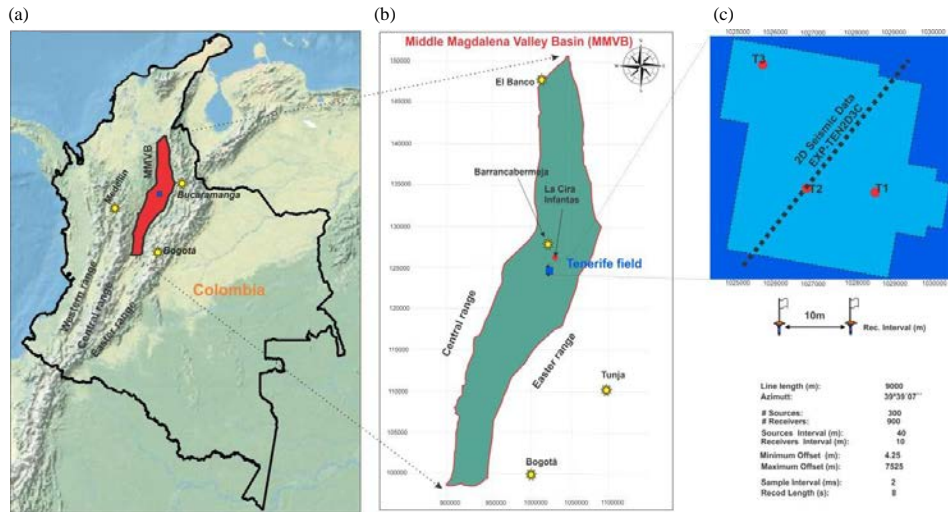 (a)
(b)
(c)
MMVB
Medellin
Bucaramanga
Bogotá
Colombia
Western range
Central range
Easter range
Middle Magdalena Valley Basin (MMVB)
El Banco
Barrancabermeja
La Cira
Infantas
Tenerife field
Central range
Easter range
Tunja
Bogotá
150000
145000
140000
135000
130000
125000
120000
115000
110000
105000
100000
900000
950000
1000000
1050000
1100000
1025000
1026000
1027000
1028000
1029000
1030000
T3
2D Seismic Data
EXP-TEN2D3C
T2
T1
1025000
1026000
1027000
1028000
1029000
1030000
10m
Rec. Interval (m)
Line length (m): 9000
Azimutt: 39º39´07´´
# Sources: 300
# Receivers: 900
Sources Interval (m): 40
Receivers Interval (m): 10
Minimum Offset (m): 4.25
Maximum Offset (m): 7525
Sample Interval (ms): 2
Recod Length (s): 8